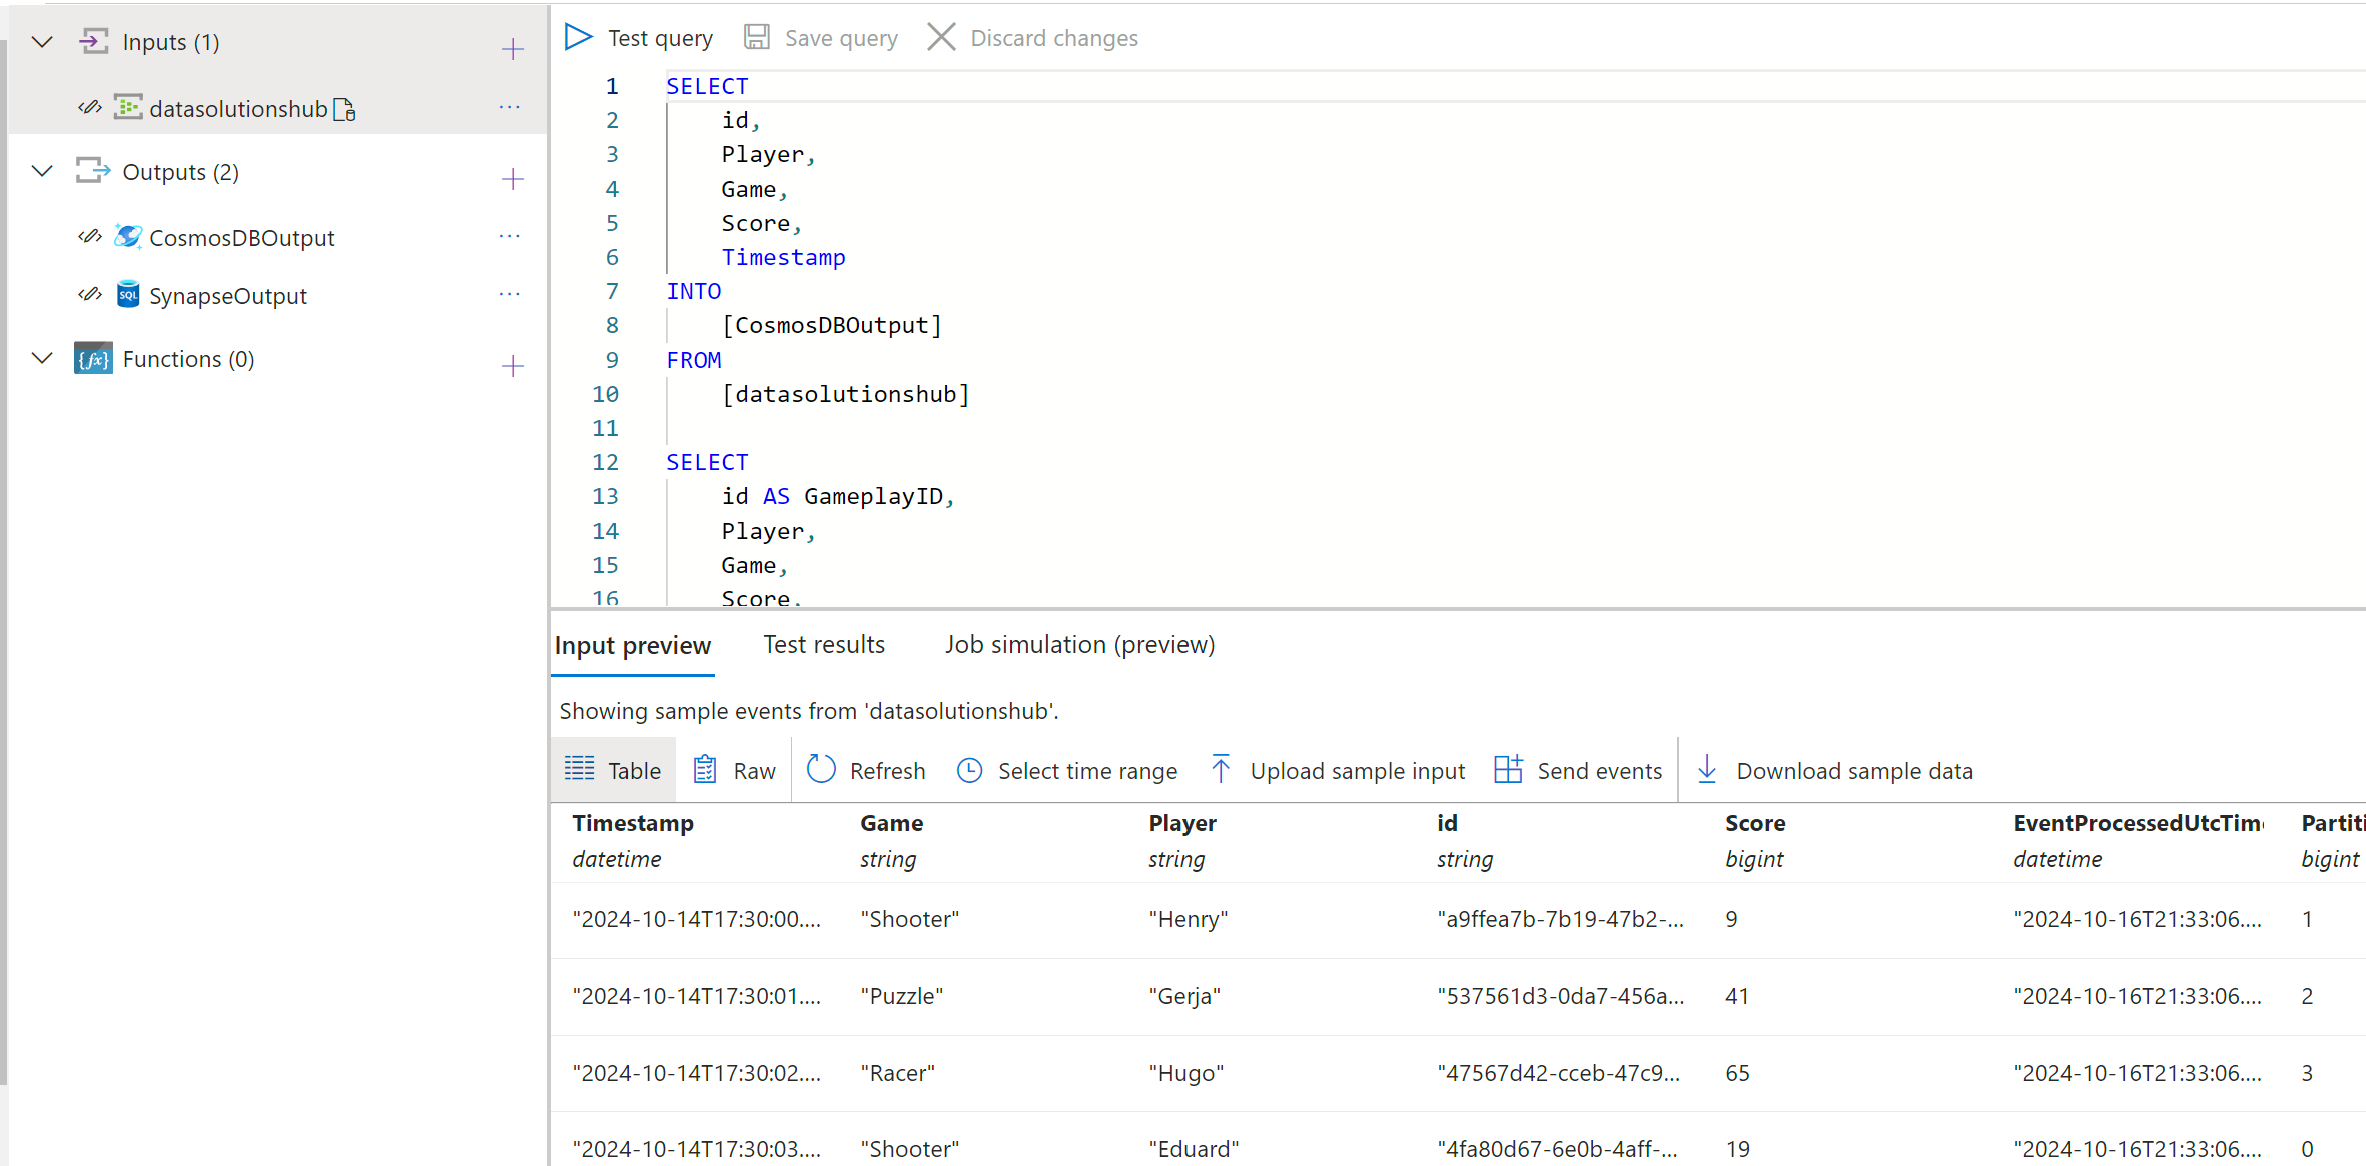 Inputs (1)
datasolutionshub
Outputs (2)
CosmosDBOutput
SQL SynapseOutput
{fx} Functions (0)
Test query Save query Discard changes
1 SELECT
2 id,
3 Player,
4 Game,
5 Score,
6 Timestamp
7 INTO
8 [CosmosDBOutput]
9 FROM
10 [datasolutionshub]
11
12 SELECT
13 id AS GameplayID,
14 Player,
15 Game,
16 Score,
Input preview Test results Job simulation (preview)
Showing sample events from 'datasolutionshub'.
Table Raw Refresh Select time range Upload sample input Send events Download sample data
Timestamp Game Player id Score EventProcessedUtcTim Partiti
datetime string string string bigint datetime bigint
"2024-10-14T17:30:00.... "Shooter" "Henry" "a9ffea7b-7b19-47b2-... 9 "2024-10-16T21:33:06.... 1
"2024-10-14T17:30:01.... "Puzzle" "Gerja" "537561d3-0da7-456a... 41 "2024-10-16T21:33:06.... 2
"2024-10-14T17:30:02.... "Racer" "Hugo" "47567d42-cceb-47c9... 65 "2024-10-16T21:33:06.... 3
"2024-10-14T17:30:03.... "Shooter" "Eduard" "4fa80d67-6e0b-4aff-... 19 "2024-10-16T21:33:06.... 0